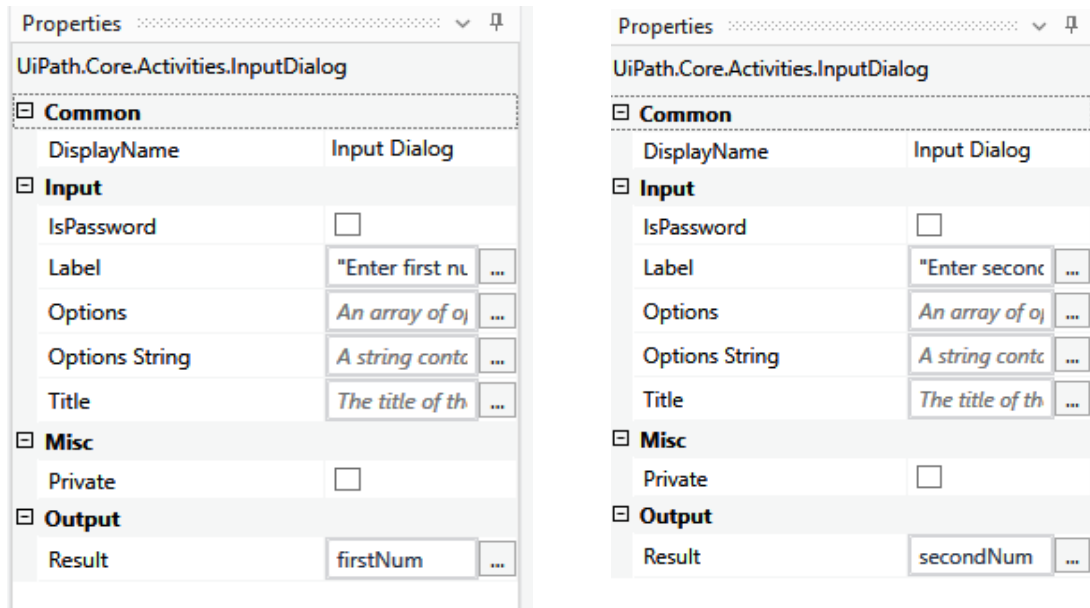 Properties
UiPath.Core.Activities.InputDialog
Common
DisplayName Input Dialog
Input
IsPassword
Label "Enter first nu ...
Options An array of o ...
Options String A string conta ...
Title The title of th ...
Misc
Private
Output
Result firstNum ...
Properties
UiPath.Core.Activities.InputDialog
Common
DisplayName Input Dialog
Input
IsPassword
Label "Enter second ...
Options An array of o ...
Options String A string conta ...
Title The title of th ...
Misc
Private
Output
Result secondNum ...